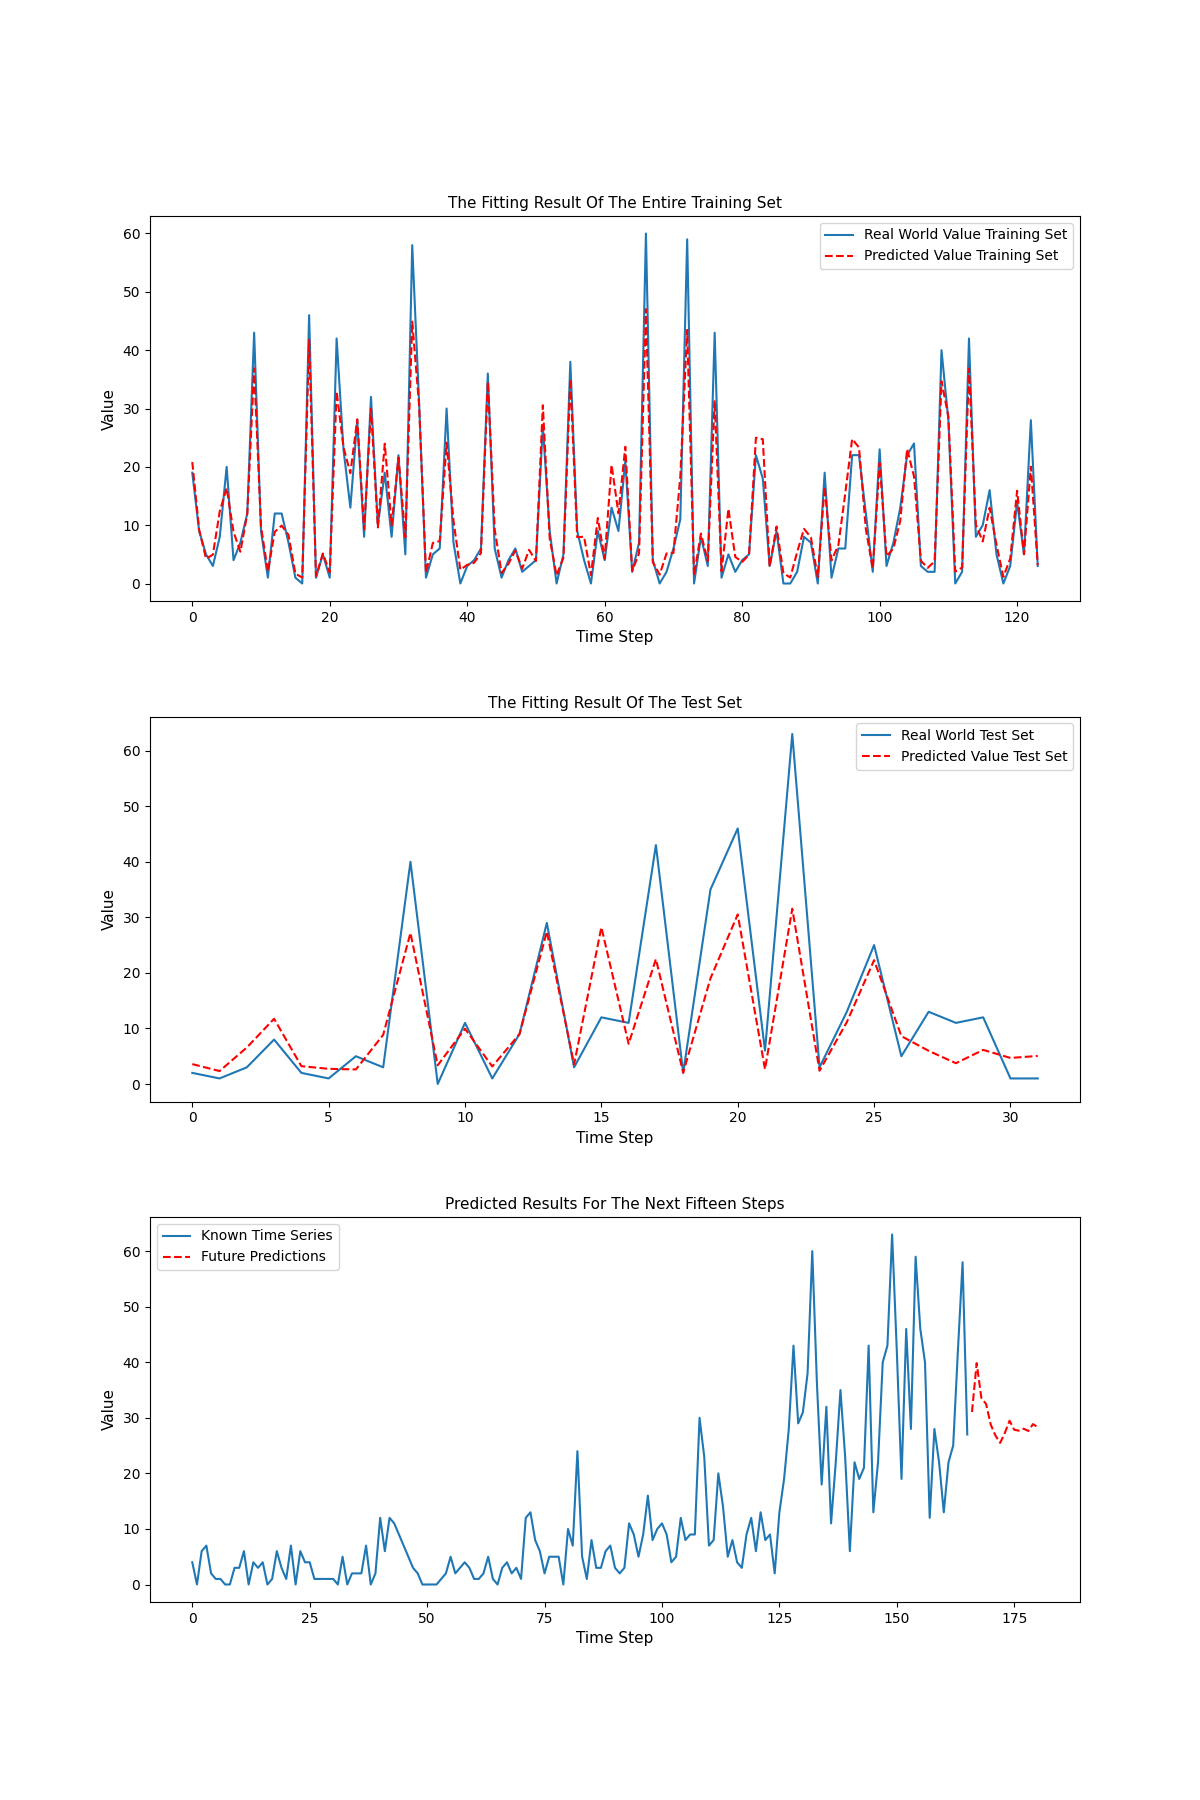 The Fitting Result Of The Entire Training Set
Real World Value Training Set
Predicted Value Training Set
Value
60
50
40
30
20
10
0
0 20 40 60 80 100 120
Time Step
The Fitting Result Of The Test Set
Real World Test Set
Predicted Value Test Set
Value
60
50
40
30
20
10
0
0 5 10 15 20 25 30
Time Step
Predicted Results For The Next Fifteen Steps
Known Time Series
Future Predictions
Value
60
50
40
30
20
10
0
0 25 50 75 100 125 150 175
Time Step